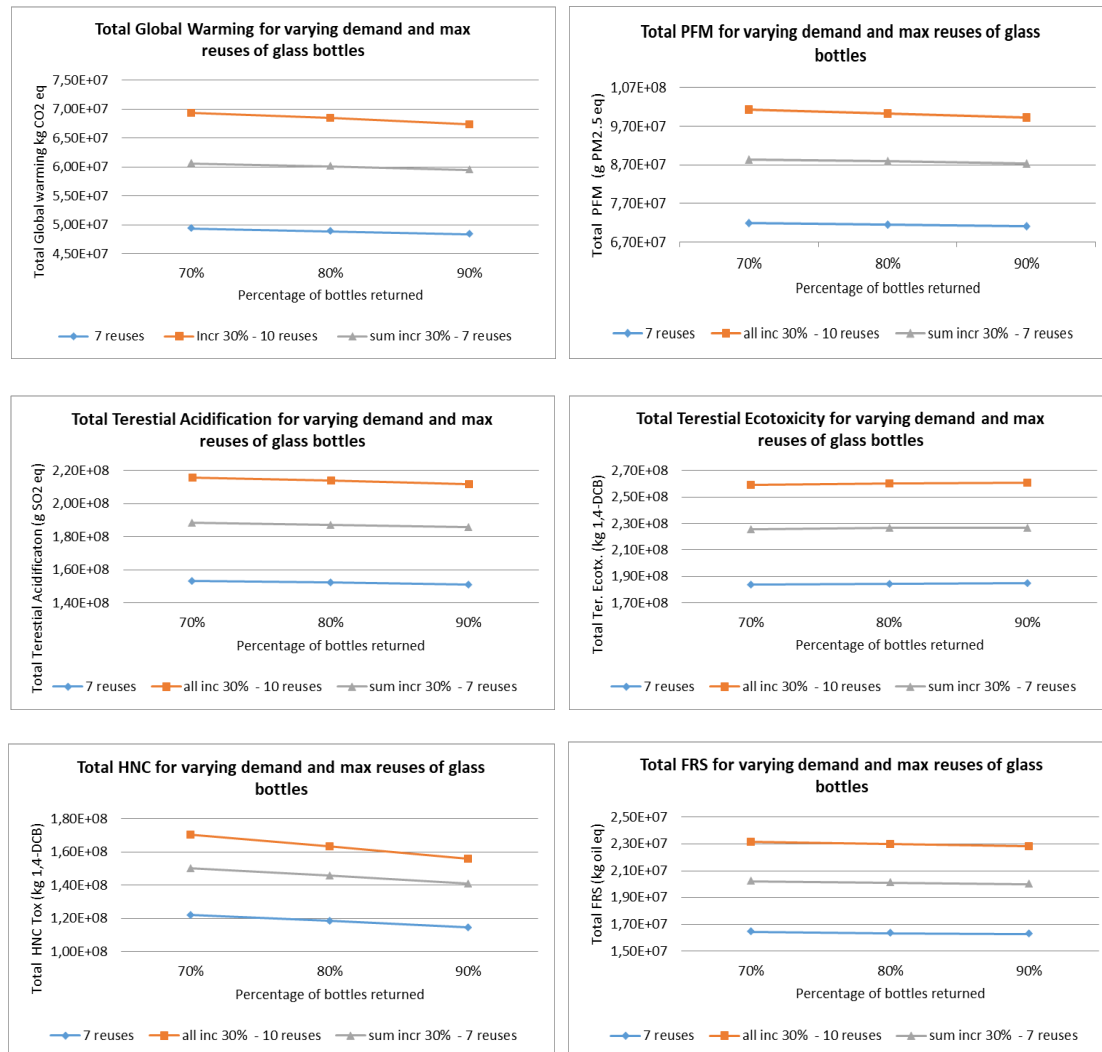 Total Global Warming for varying demand and max
reuses of glass bottles
Total Global warming kg CO2 eq
7,50E+07
7,00E+07
6,50E+07
6,00E+07
5,50E+07
5,00E+07
4,50E+07
70% 80% 90%
Percentage of bottles returned
7 reuses Incr 30% - 10 reuses sum incr 30% - 7 reuses
Total PFM for varying demand and max reuses of glass
bottles
Total PFM (g PM2.5 eq)
1,07E+08
9,70E+07
8,70E+07
7,70E+07
6,70E+07
70% 80% 90%
Percentage of bottles returned
7 reuses all inc 30% - 10 reuses sum incr 30% - 7 reuses
Total Terestial Acidification for varying demand and max
reuses of glass bottles
Total Terestial Acidificaton (g SO2 eq)
2,20E+08
2,00E+08
1,80E+08
1,60E+08
1,40E+08
70% 80% 90%
Percentage of bottles returned
7 reuses all inc 30% - 10 reuses sum incr 30% - 7 reuses
Total Terestial Ecotoxicity for varying demand and max
reuses of glass bottles
Total Ter. Ecotx. (kg 1,4-DCB)
2,70E+08
2,50E+08
2,30E+08
2,10E+08
1,90E+08
1,70E+08
70% 80% 90%
Percentage of bottles returned
7 reuses all inc 30% - 10 reuses sum incr 30% - 7 reuses
Total HNC for varying demand and max reuses of glass
bottles
Total HNC Tox (kg 1,4-DCB)
1,80E+08
1,60E+08
1,40E+08
1,20E+08
1,00E+08
70% 80% 90%
Percentage of bottles returned
7 reuses all inc 30% - 10 reuses sum incr 30% - 7 reuses
Total FRS for varying demand and max reuses of glass
bottles
Total FRS (kg oil eq)
2,50E+07
2,30E+07
2,10E+07
1,90E+07
1,70E+07
1,50E+07
70% 80% 90%
Percentage of bottles returned
7 reuses all inc 30% - 10 reuses sum incr 30% - 7 reuses